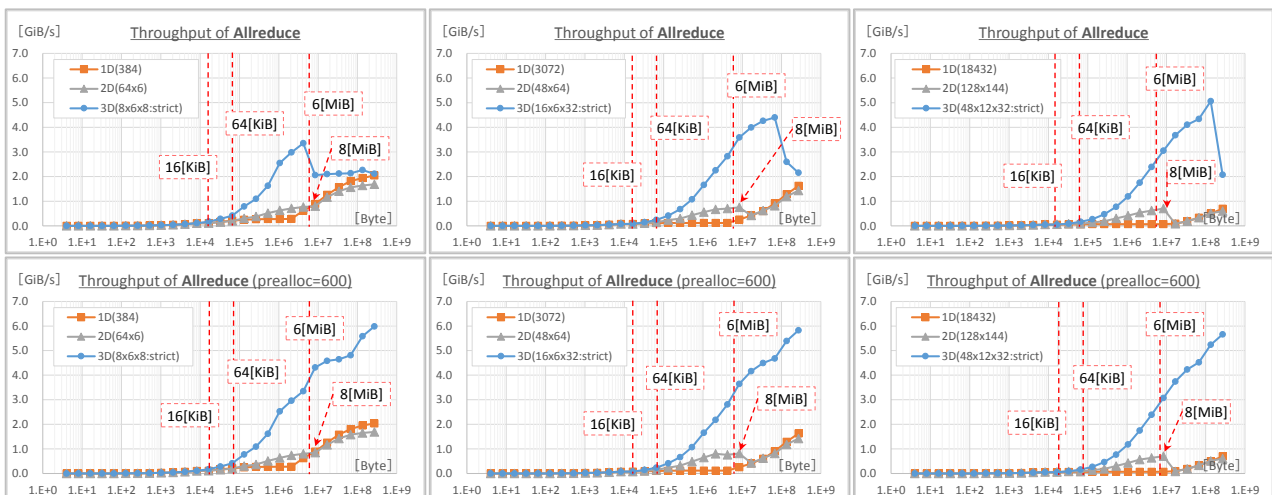 [GiB/s] Throughput of Allreduce
7.0
6.0
5.0
4.0
3.0
2.0
1.0
0.0
1D(384)
2D(64x6)
3D(8x6x8:strict)
6[MiB]
64[KiB]
8[MiB]
16[KiB]
[Byte]
1.E+0 1.E+1 1.E+2 1.E+3 1.E+4 1.E+5 1.E+6 1.E+7 1.E+8 1.E+9
[GiB/s] Throughput of Allreduce
7.0
6.0
5.0
4.0
3.0
2.0
1.0
0.0
1D(3072)
2D(48x64)
3D(16x6x32:strict)
6[MiB]
64[KiB]
8[MiB]
16[KiB]
[Byte]
1.E+0 1.E+1 1.E+2 1.E+3 1.E+4 1.E+5 1.E+6 1.E+7 1.E+8 1.E+9
[GiB/s] Throughput of Allreduce
7.0
6.0
5.0
4.0
3.0
2.0
1.0
0.0
1D(18432)
2D(128x144)
3D(48x12x32:strict)
6[MiB]
64[KiB]
8[MiB]
16[KiB]
[Byte]
1.E+0 1.E+1 1.E+2 1.E+3 1.E+4 1.E+5 1.E+6 1.E+7 1.E+8 1.E+9
[GiB/s] Throughput of Allreduce (prealloc=600)
7.0
6.0
5.0
4.0
3.0
2.0
1.0
0.0
1D(384)
2D(64x6)
3D(8x6x8:strict)
6[MiB]
64[KiB]
8[MiB]
16[KiB]
[Byte]
1.E+0 1.E+1 1.E+2 1.E+3 1.E+4 1.E+5 1.E+6 1.E+7 1.E+8 1.E+9
[GiB/s] Throughput of Allreduce (prealloc=600)
7.0
6.0
5.0
4.0
3.0
2.0
1.0
0.0
1D(3072)
2D(48x64)
3D(16x6x32:strict)
6[MiB]
64[KiB]
8[MiB]
16[KiB]
[Byte]
1.E+0 1.E+1 1.E+2 1.E+3 1.E+4 1.E+5 1.E+6 1.E+7 1.E+8 1.E+9
[GiB/s] Throughput of Allreduce (prealloc=600)
7.0
6.0
5.0
4.0
3.0
2.0
1.0
0.0
1D(18432)
2D(128x144)
3D(48x12x32:strict)
6[MiB]
64[KiB]
8[MiB]
16[KiB]
[Byte]
1.E+0 1.E+1 1.E+2 1.E+3 1.E+4 1.E+5 1.E+6 1.E+7 1.E+8 1.E+9